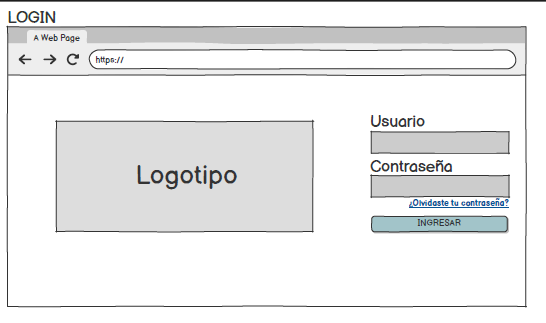 LOGIN
A Web Page
https://
Usuario
Logotipo
Contraseña
¿Olvidaste tu contraseña?
INGRESAR